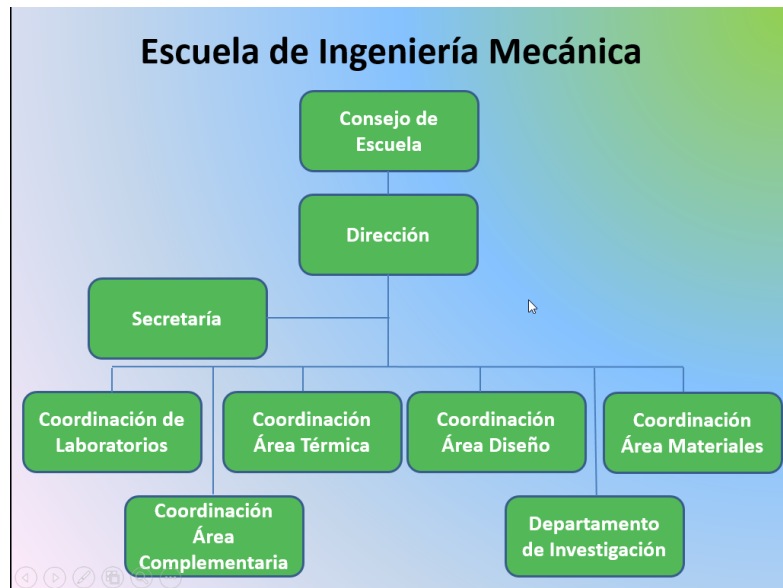 Escuela de Ingeniería Mecánica
Consejo de
Escuela
Dirección
Secretaría
Coordinación de
Laboratorios
Coordinación
Área Térmica
Coordinación
Área Diseño
Coordinación
Área Materiales
Coordinación
Área
Complementaria
Departamento
de Investigación